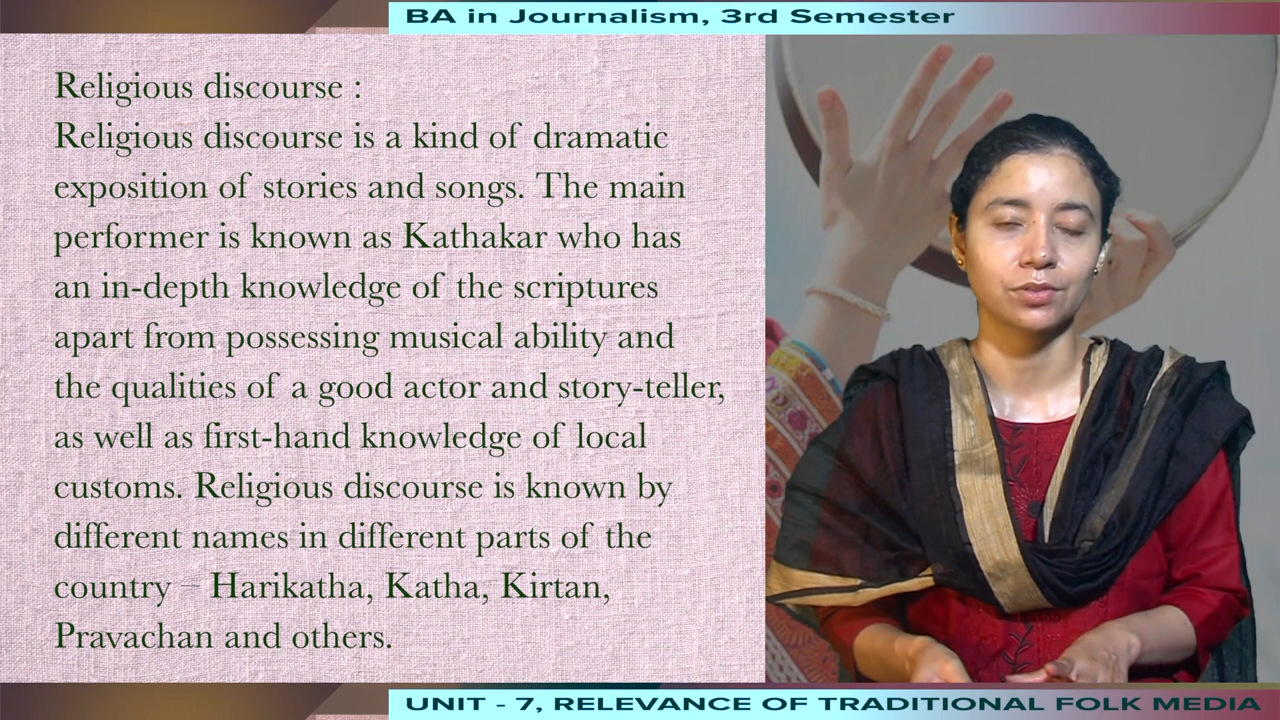 BA in Journalism, 3rd Semester
Religious discourse :
Religious discourse is a kind of dramatic
exposition of stories and songs. The main
performer is known as Kathakar who has
an in-depth knowledge of the scriptures
apart from possessing musical ability and
the qualities of a good actor and story-teller,
as well as first-hand knowledge of local
customs. Religious discourse is known by
different names in different parts of the
country – Harikatha, Katha, Kirtan,
Pravachan and others.
UNIT - 7, RELEVANCE OF TRADITIONAL FOLK MEDIA